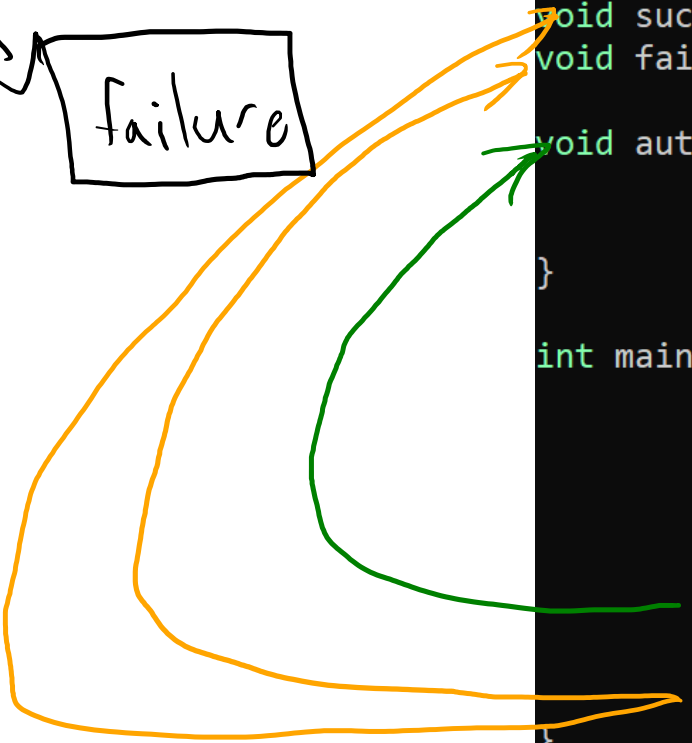 void suc
void fai
failure
void aut
}
int main
{